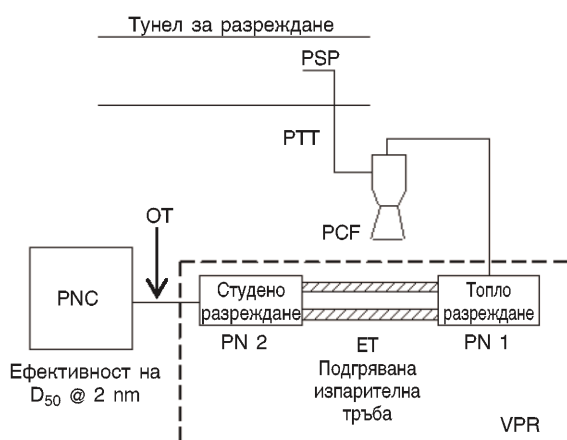 Тунел за разреждане
PSP
PTT
PCF
OT
PNC
Студено
разреждане
Топло
разреждане
PN 2
ET
PN 1
Подгрявана
изпарителна
тръба
Ефективност на
D50 @ 2 nm
VPR